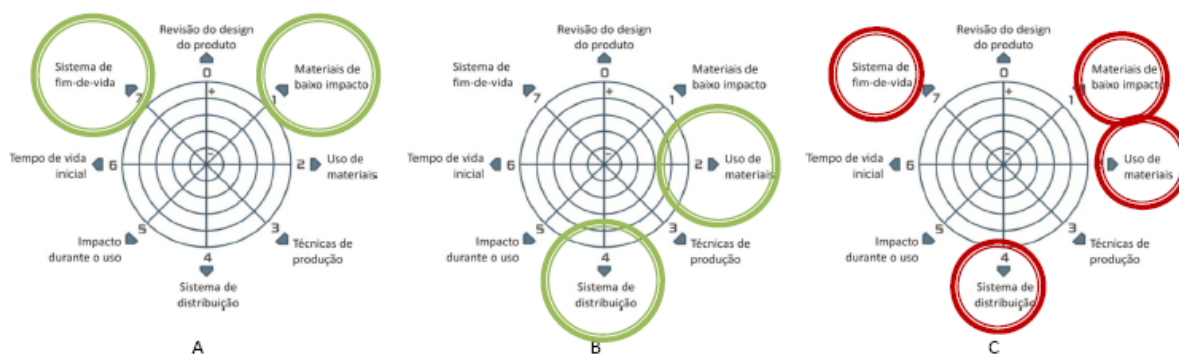 Revisão do design
do produto
0
+
-
Sistema de
fim-de-vida
7
Materiais de
baixo impacto
1
Tempo de vida
inicial
6
2
Uso de
materiais
5
3
Impacto
durante o uso
Técnicas de
produção
4
Sistema de
distribuição
A
Revisão do design
do produto
0
+
-
Sistema de
fim-de-vida
7
Materiais de
baixo impacto
1
Tempo de vida
inicial
6
2
Uso de
materiais
5
3
Impacto
durante o uso
Técnicas de
produção
4
Sistema de
distribuição
B
Revisão do design
do produto
0
+
-
Sistema de
fim-de-vida
7
Materiais de
baixo impacto
1
Tempo de vida
inicial
6
Uso de
materiais
5
3
Impacto
durante o uso
Técnicas de
produção
4
Sistema de
distribuição
C